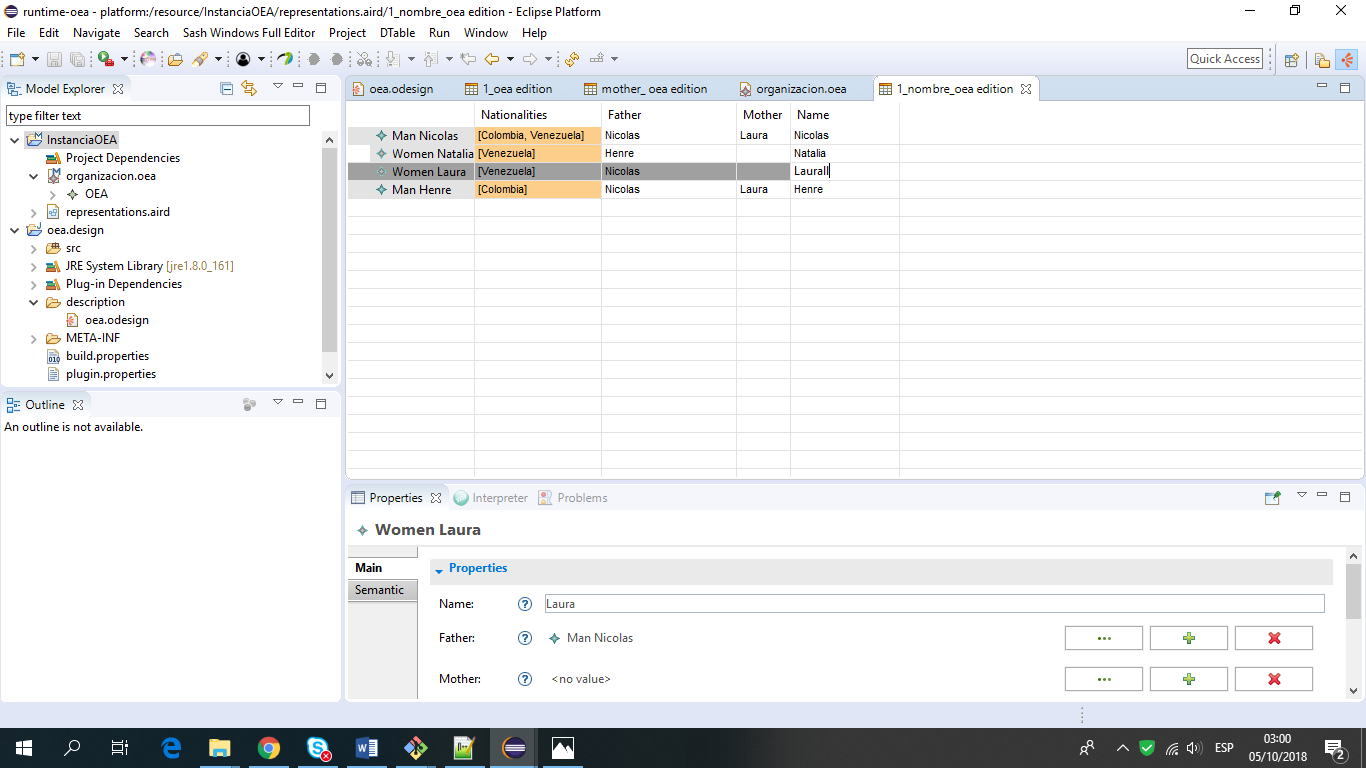 runtime-oea - platform:/resource/InstanciaOEA/representations.aird/1_nombre_oea edition - Eclipse Platform
File Edit Navigate Search Sash Windows Full Editor Project DTable Run Window Help
Quick Access
Model Explorer
type filter text
InstanciaOEA
Project Dependencies
organizacion.oea
OEA
representations.aird
oea.design
src
JRE System Library [jre1.8.0_161]
Plug-in Dependencies
description
oea.odesign
META-INF
build.properties
010
plugin.properties
Outline
An outline is not available.
oea.odesign 1_oea edition mother_ oea edition organizacion.oea 1_nombre_oea edition
Nationalities Father Mother Name
Man Nicolas [Colombia, Venezuela] Nicolas Laura Nicolas
Women Natalia [Venezuela] Henre Natalia
Women Laura [Venezuela] Nicolas Laurall
Man Henre [Colombia] Nicolas Laura Henre
Properties Interpreter Problems
Women Laura
Main
Semantic
Properties
Name: ? Laura
Father: ? Man Nicolas ...
Mother: ? <no value> ...
W ESP 03:00
05/10/2018 2